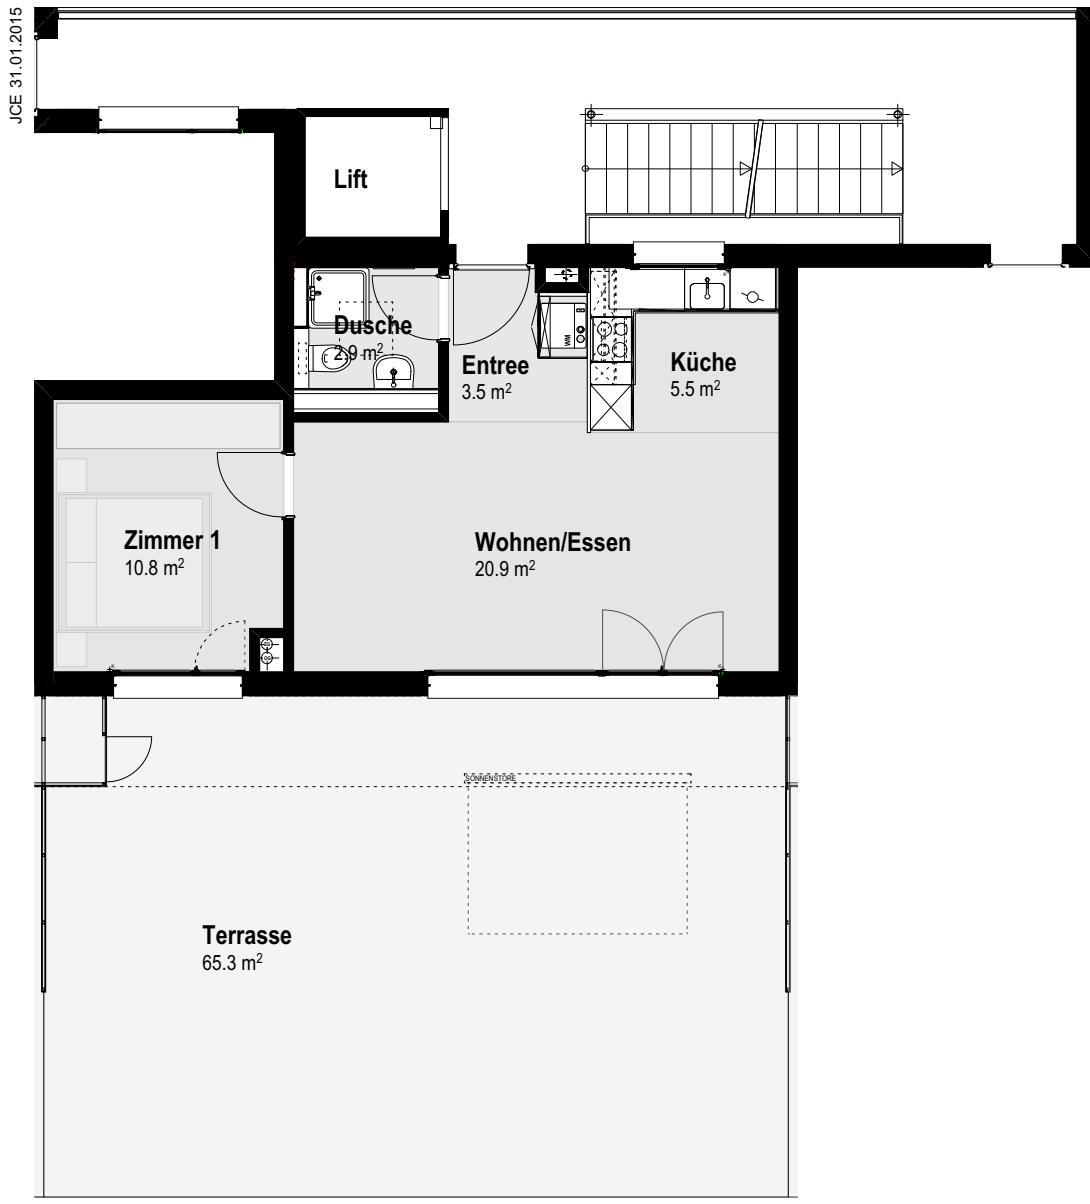 JCE 31.01.2015
Lift
Dusche
2.9 m²
Entree
3.5 m²
WM
Küche
5.5 m²
Zimmer 1
10.8 m²
Wohnen/Essen
20.9 m²
SONNENSTORE
Terrasse
65.3 m²